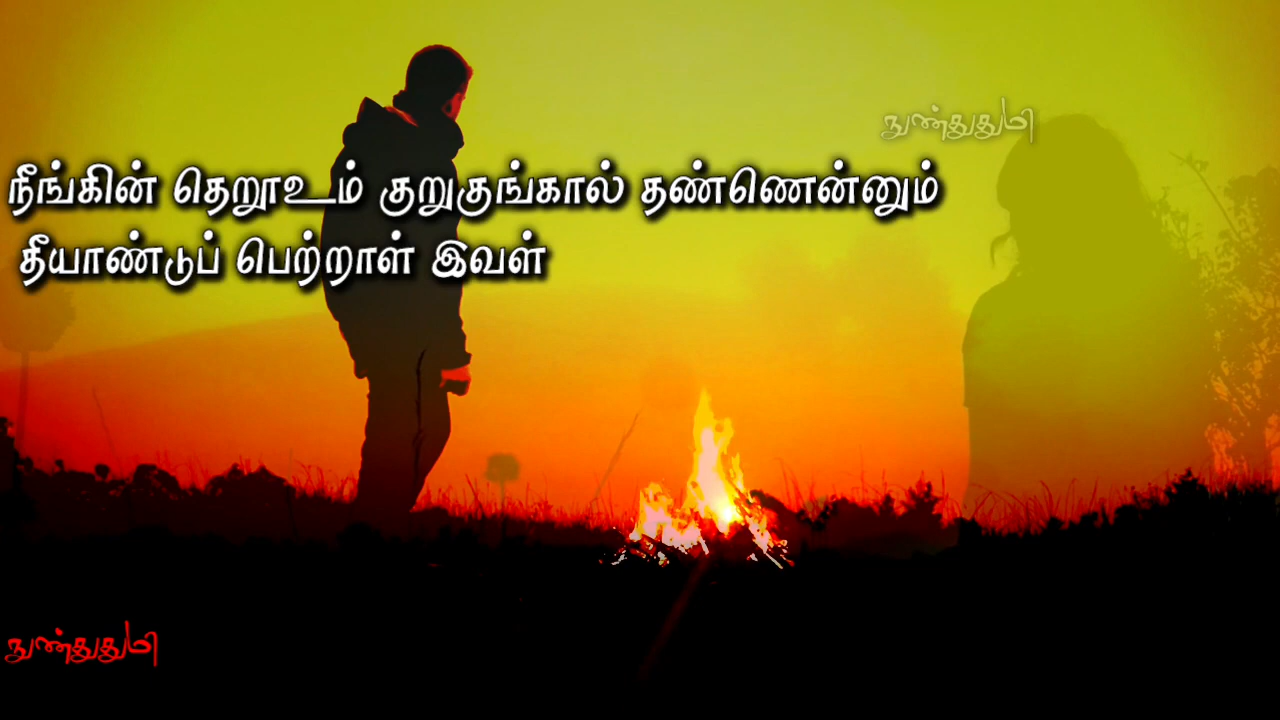 நுண்துதுமி
நீங்கின் தெறூஉம் குறுகுங்கால் தண்ணென்னும்
தீயாண்டுப் பெற்றாள் இவள்
நுண்துதுமி